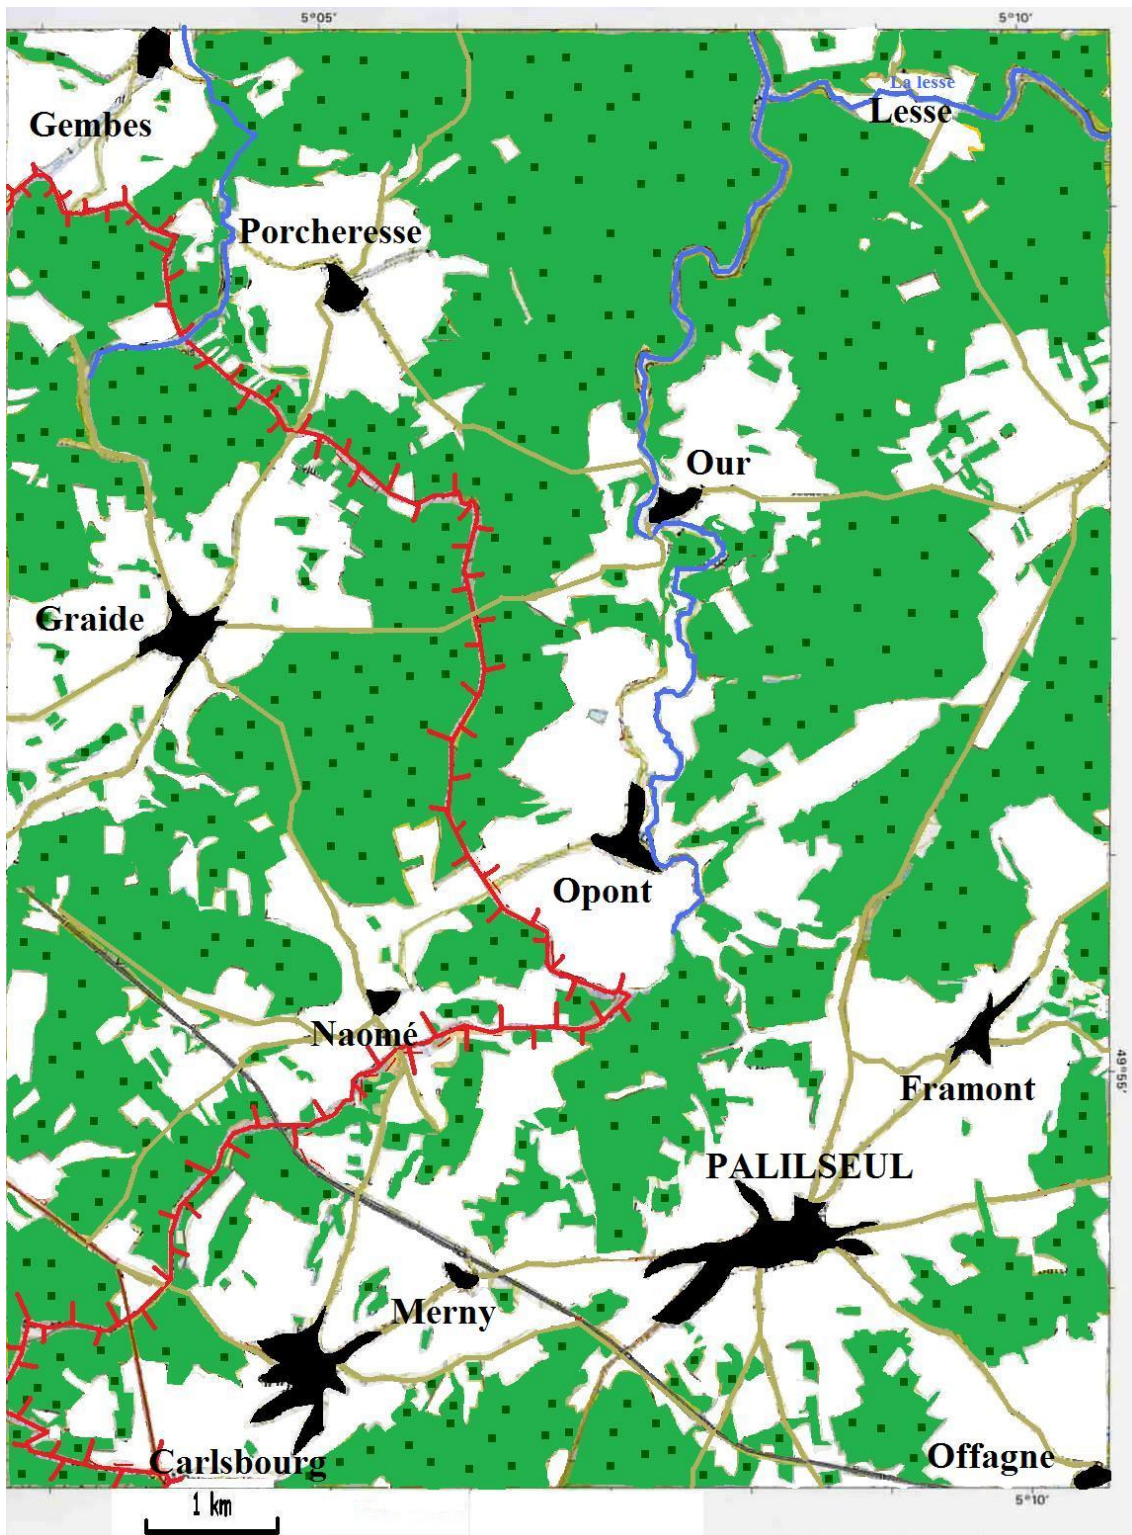 5°05'
5°10'
La lesse
Lesse
Gembes
Porcheresse
Our
Graide
Opont
Naomé
49°55'
Framont
PALILSEUL
Merny
Carlsbourg
Offagne
5°10'
1 km